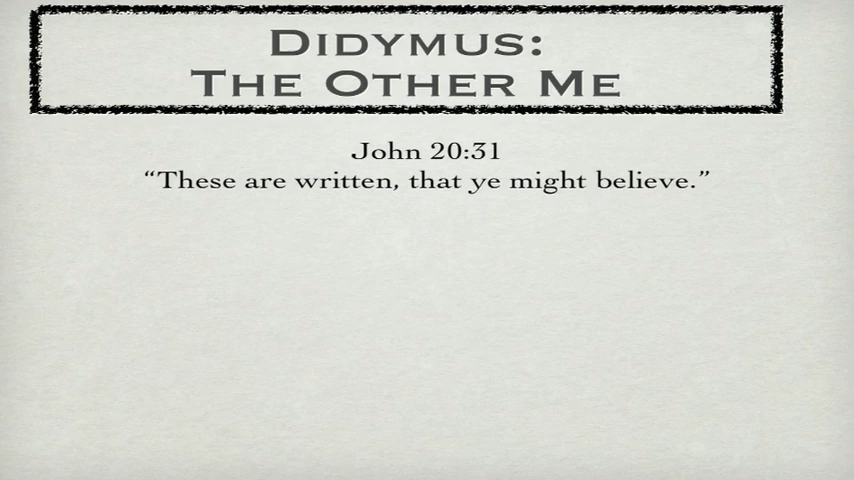 Didymus:
The Other Me
John 20:31
“These are written, that ye might believe.”